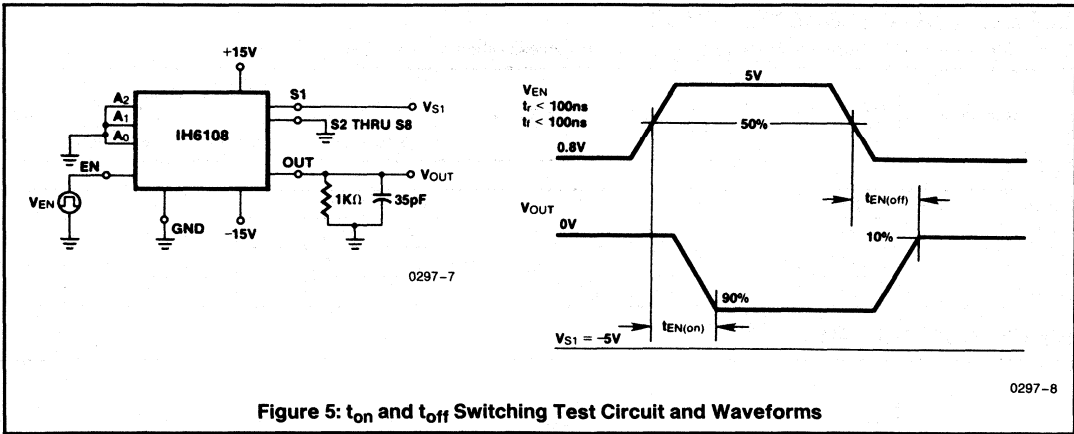 +15V
A2
A1
A0
EN
VEN
IH6108
S1
VS1
S2 THRU S8
OUT
VOUT
1KΩ
35pF
GND
-15V
0297-7
VEN
tr < 100ns
tf < 100ns
5V
50%
0.8V
VOUT
0V
tEN(off)
10%
90%
tEN(on)
VS1 = -5V
0297-8
Figure 5: ton and toff Switching Test Circuit and Waveforms